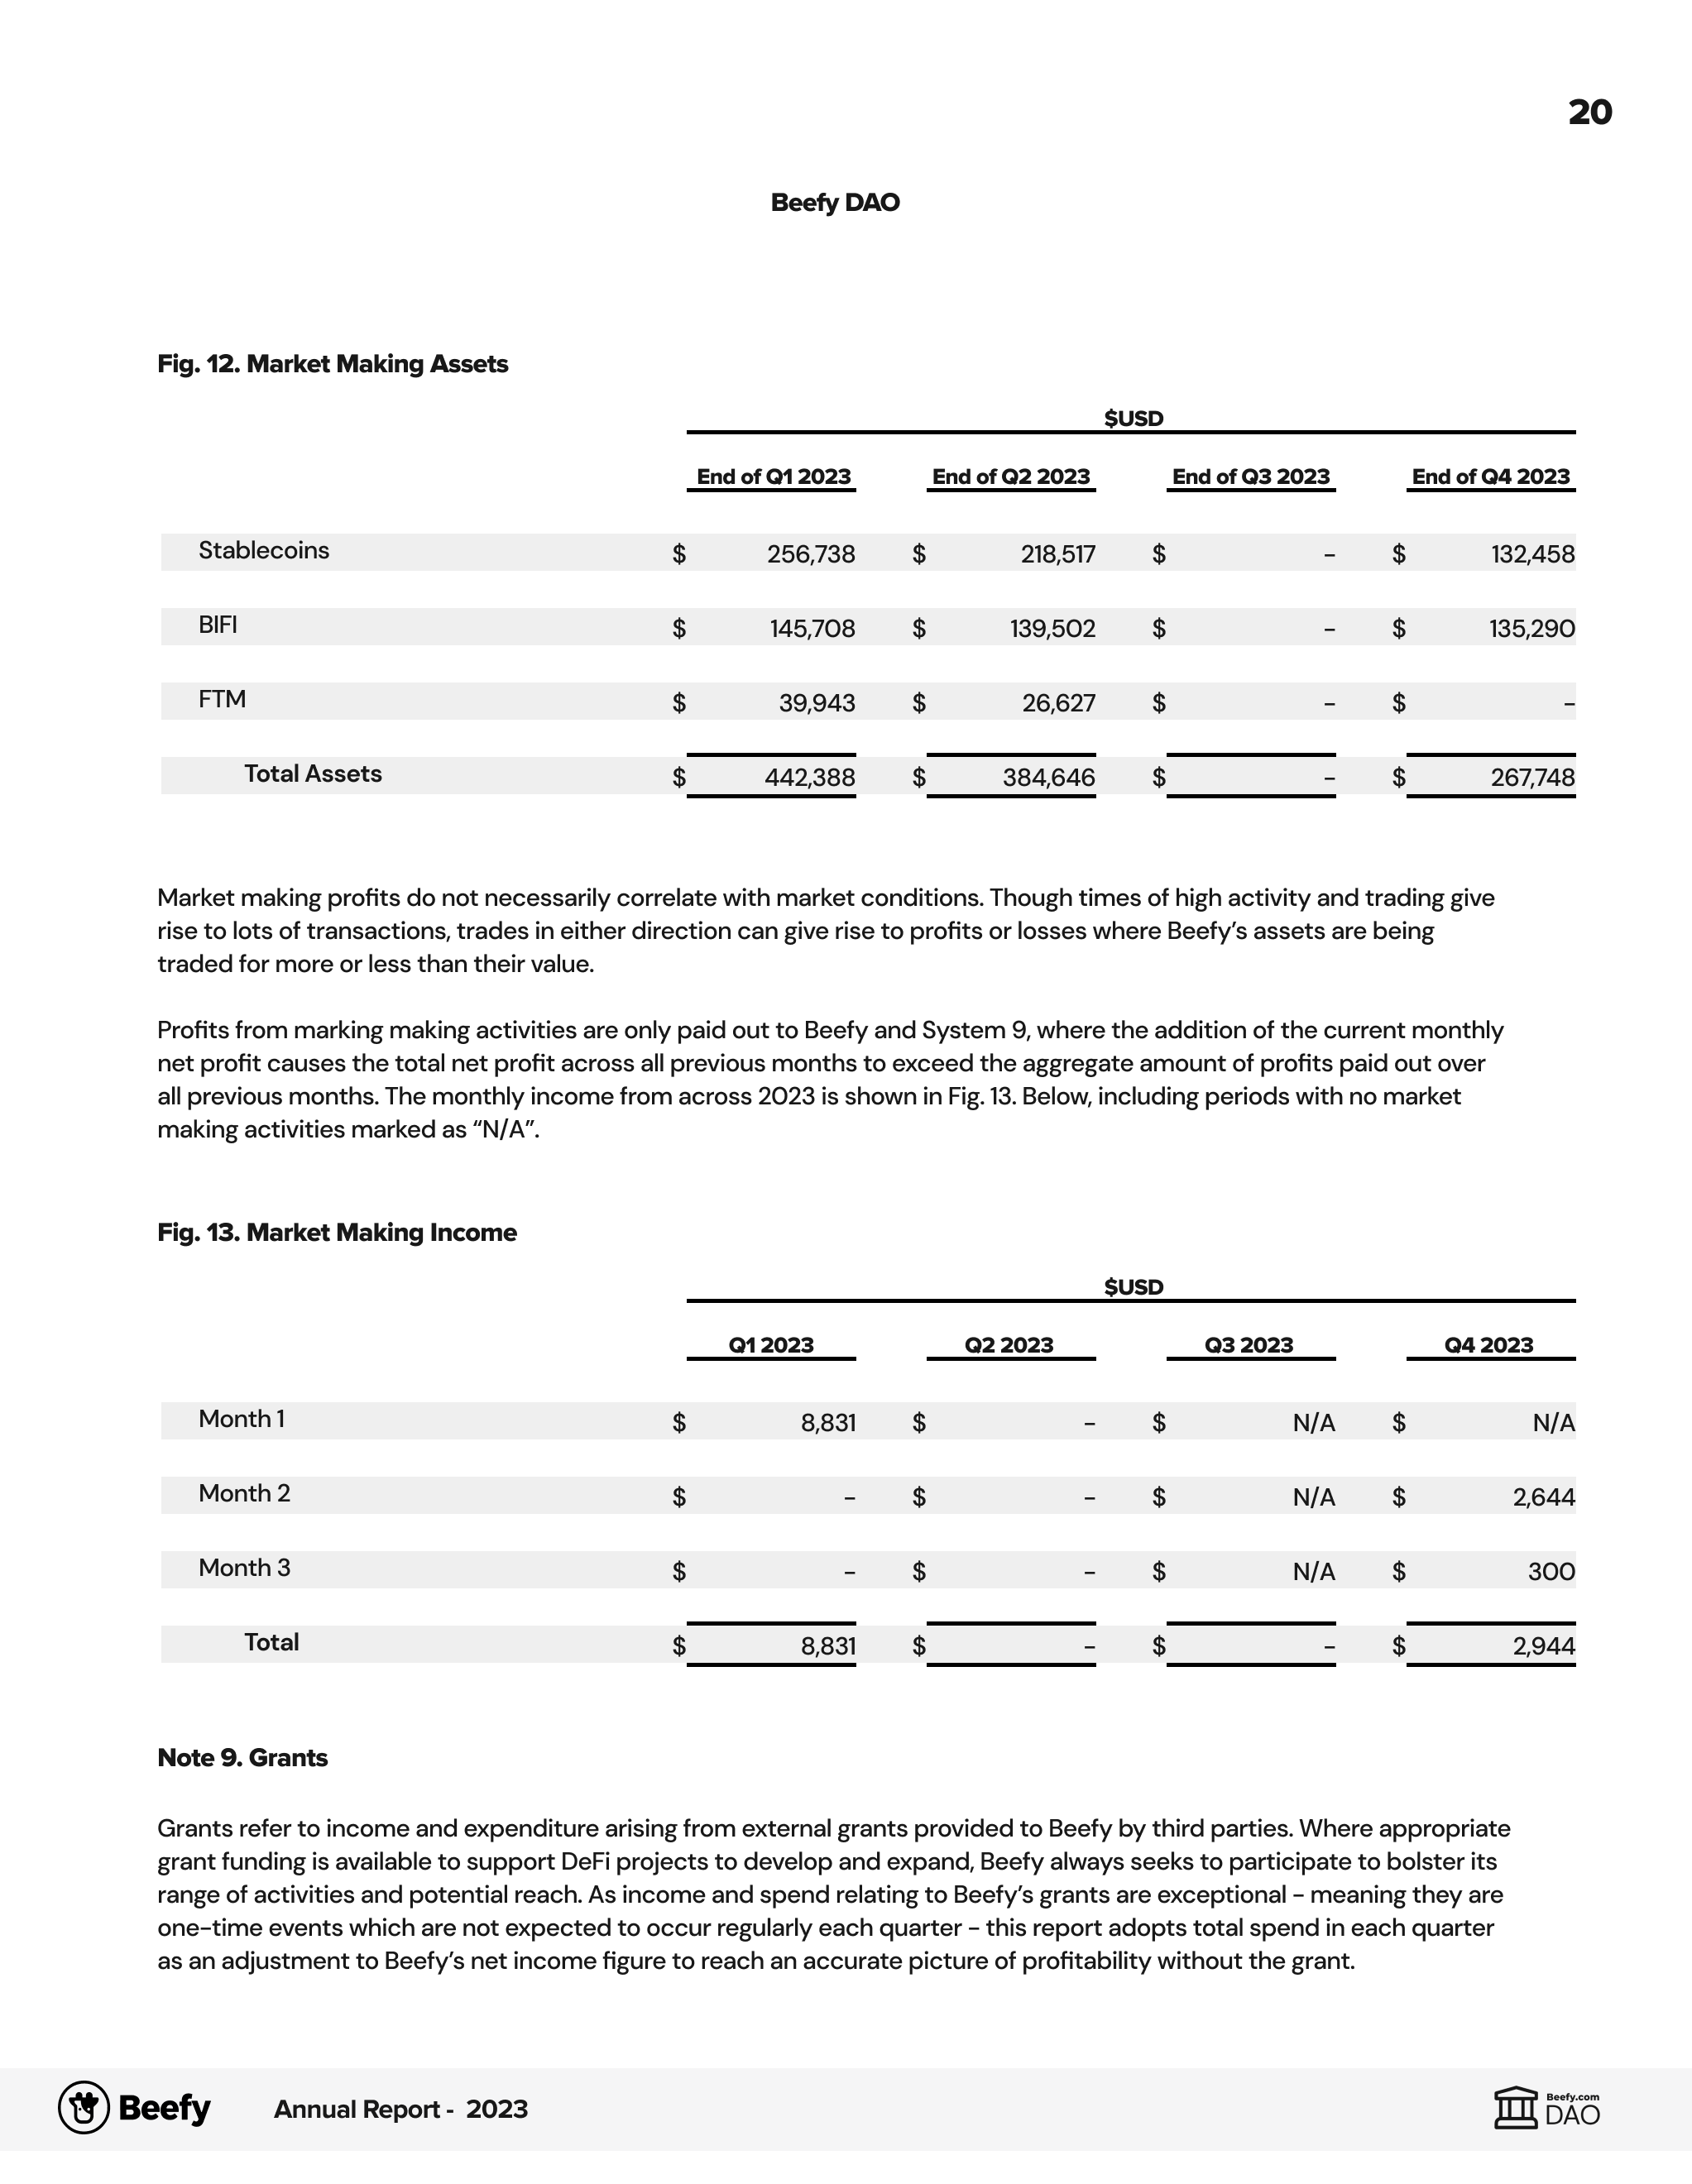 20
Beefy DAO
Fig. 12. Market Making Assets
$USD
End of Q1 2023 End of Q2 2023 End of Q3 2023 End of Q4 2023
Stablecoins $ 256,738 $ 218,517 $ – $ 132,458
BIFI $ 145,708 $ 139,502 $ – $ 135,290
FTM $ 39,943 $ 26,627 $ – $ –
Total Assets $ 442,388 $ 384,646 $ – $ 267,748
Market making profits do not necessarily correlate with market conditions. Though times of high activity and trading give
rise to lots of transactions, trades in either direction can give rise to profits or losses where Beefy’s assets are being
traded for more or less than their value.
Profits from marking making activities are only paid out to Beefy and System 9, where the addition of the current monthly
net profit causes the total net profit across all previous months to exceed the aggregate amount of profits paid out over
all previous months. The monthly income from across 2023 is shown in Fig. 13. Below, including periods with no market
making activities marked as “N/A”.
Fig. 13. Market Making Income
$USD
Q1 2023 Q2 2023 Q3 2023 Q4 2023
Month 1 $ 8,831 $ – $ N/A $ N/A
Month 2 $ – $ – $ N/A $ 2,644
Month 3 $ – $ – $ N/A $ 300
Total $ 8,831 $ – $ – $ 2,944
Note 9. Grants
Grants refer to income and expenditure arising from external grants provided to Beefy by third parties. Where appropriate
grant funding is available to support DeFi projects to develop and expand, Beefy always seeks to participate to bolster its
range of activities and potential reach. As income and spend relating to Beefy’s grants are exceptional – meaning they are
one-time events which are not expected to occur regularly each quarter – this report adopts total spend in each quarter
as an adjustment to Beefy’s net income figure to reach an accurate picture of profitability without the grant.
Beefy Annual Report - 2023
Beefy.com
DAO